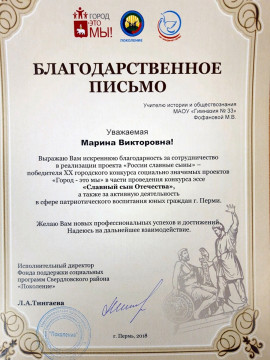 ГОРОД
-ЭТО
МЫ!
ПОКОЛЕНИЕ
БЛАГОДАРСТВЕННОЕ
ПИСЬМО
Учителю истории и обществознания
МАОУ «Гимназия № 33»
Фофановой М.В.
Уважаемая
Марина Викторовна!
Выражаю Вам искреннюю благодарность за сотрудничество
в реализации проекта «России славные сыны» –
победителя XX городского конкурса социально значимых проектов
«Город - это мы» в части проведения конкурса эссе
«Славный сын Отечества»,
а также за активную деятельность
в сфере патриотического воспитания юных граждан г. Перми.
Желаю Вам новых профессиональных успехов и достижений.
Надеюсь на дальнейшее взаимодействие.
Исполнительный директор
Фонда поддержки социальных
программ Свердловского района
«Поколение»
Л.А.Тингаева
г. Пермь, 2018